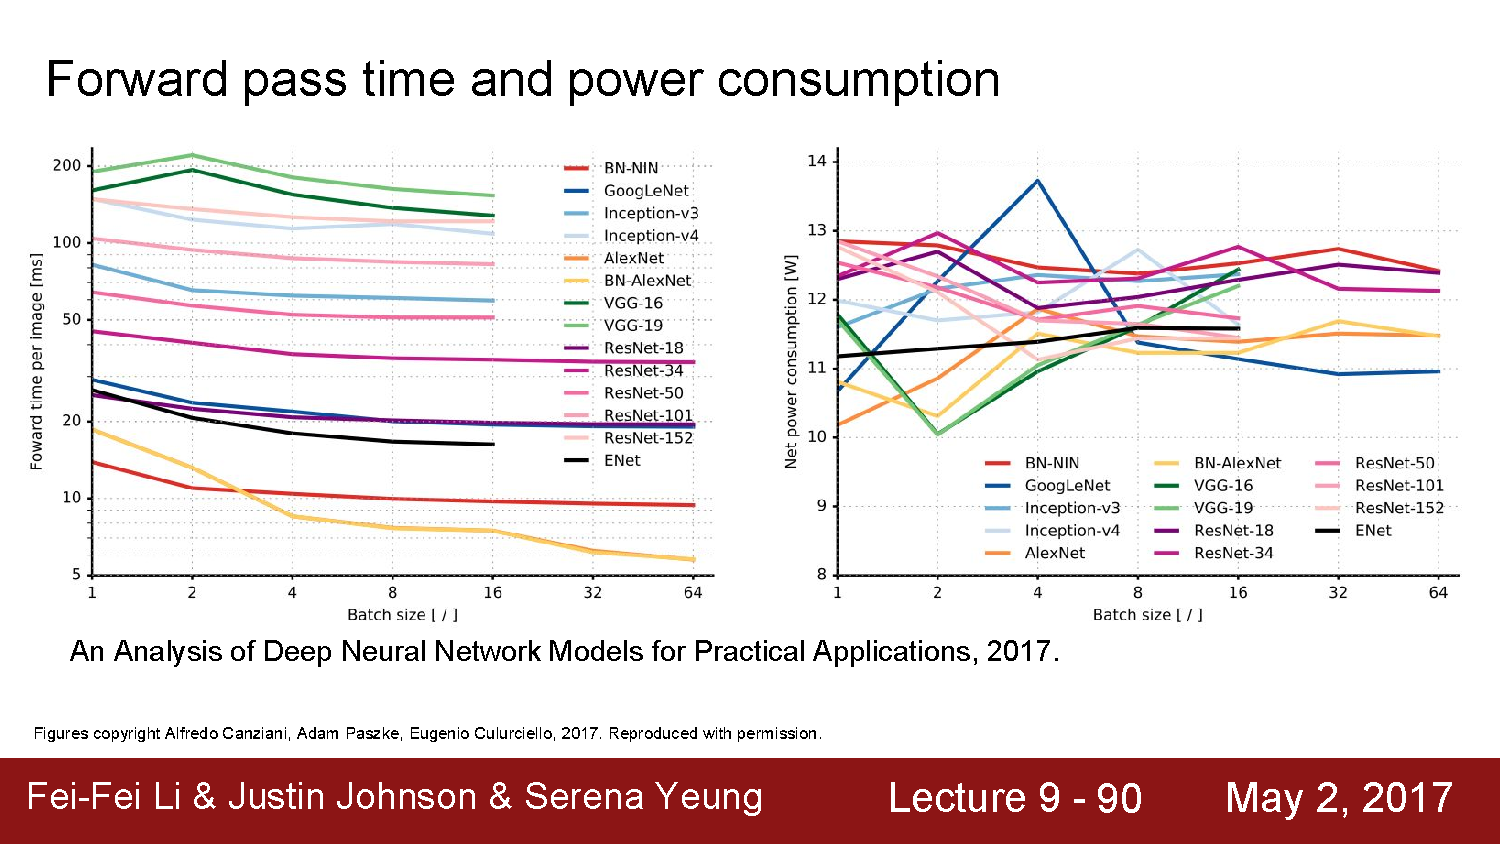 Forward pass time and power consumption
200
100
50
20
10
5
1 2 4 8 16 32 64
Foward time per image [ms]
Batch size [ / ]
BN-NIN
GoogLeNet
Inception-v3
Inception-v4
AlexNet
BN-AlexNet
VGG-16
VGG-19
ResNet-18
ResNet-34
ResNet-50
ResNet-101
ResNet-152
ENet
14
13
12
11
10
9
8
1 2 4 8 16 32 64
Net power consumption [W]
Batch size [ / ]
BN-NIN BN-AlexNet ResNet-50
GoogLeNet VGG-16 ResNet-101
Inception-v3 VGG-19 ResNet-152
Inception-v4 ResNet-18 ENet
AlexNet ResNet-34
An Analysis of Deep Neural Network Models for Practical Applications, 2017.
Figures copyright Alfredo Canziani, Adam Paszke, Eugenio Culurciello, 2017. Reproduced with permission.
Fei-Fei Li & Justin Johnson & Serena Yeung Lecture 9 - 90 May 2, 2017